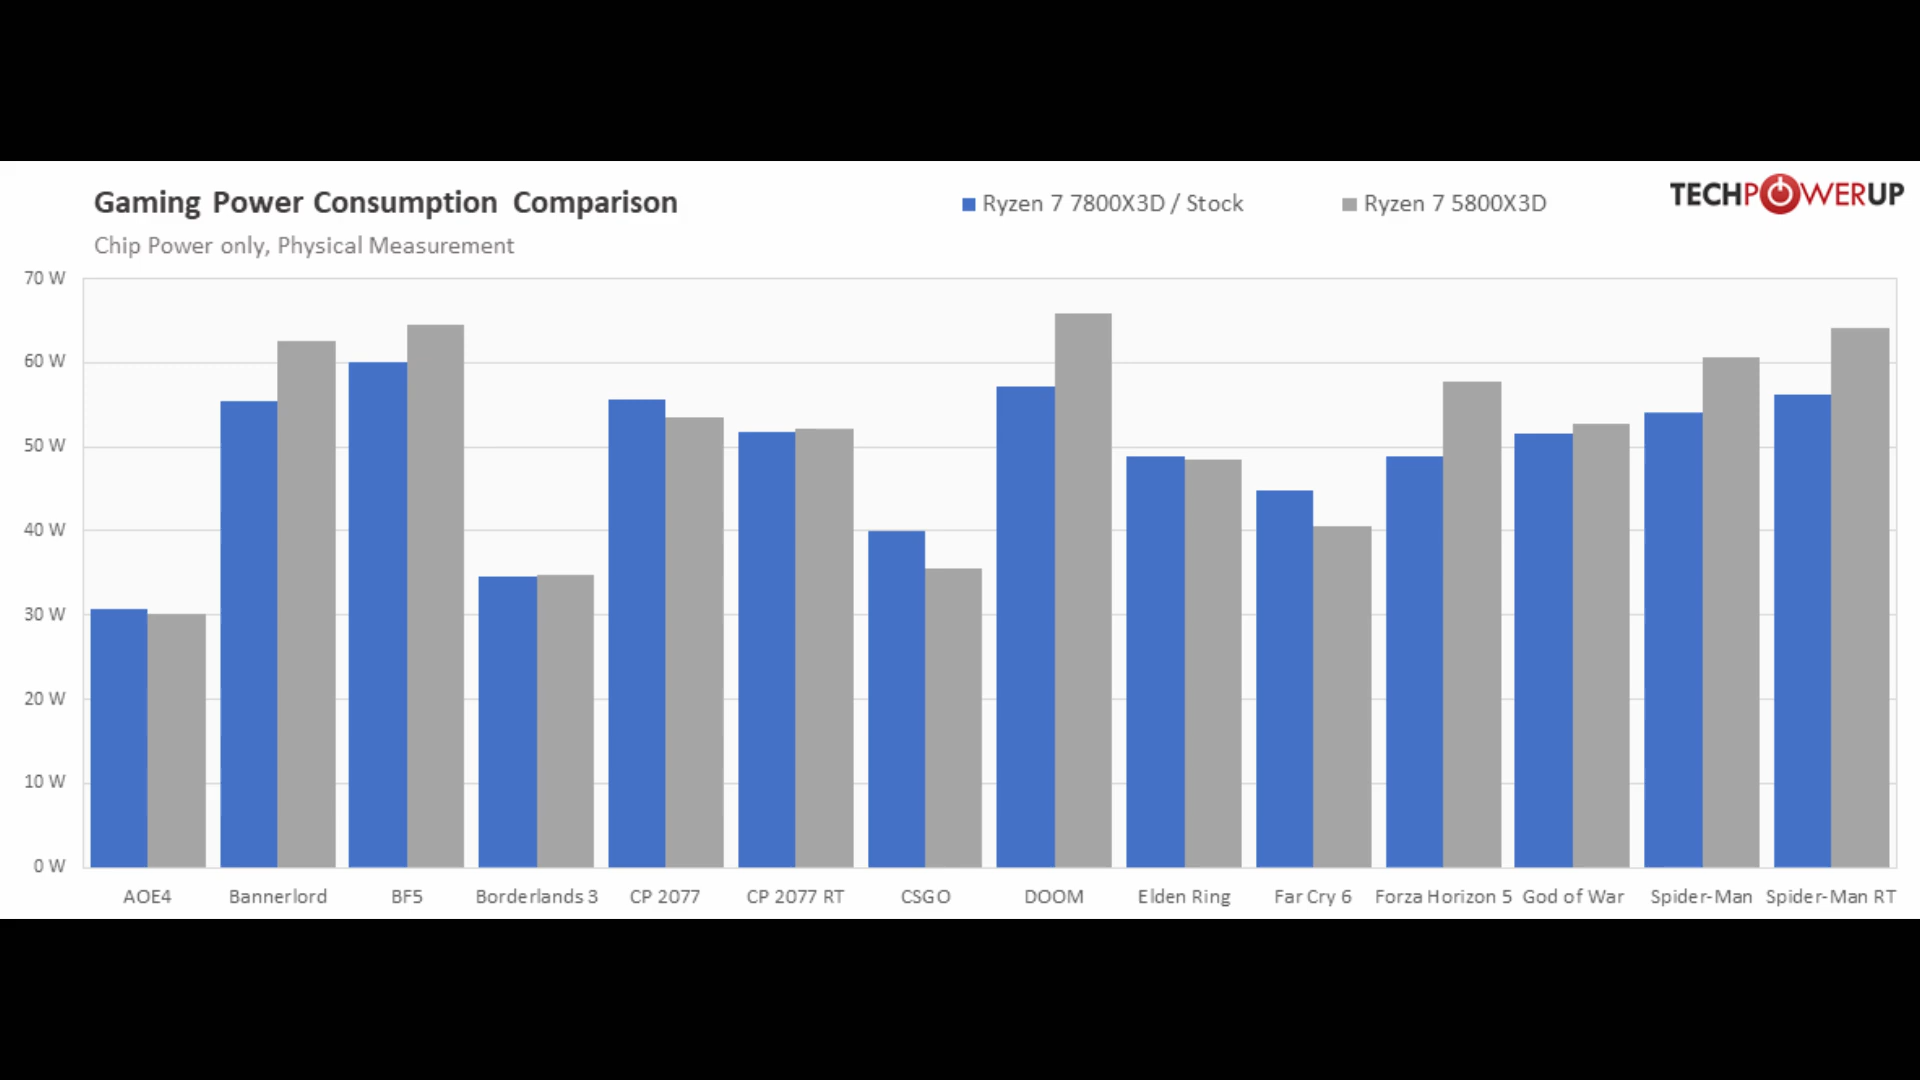 Gaming Power Consumption Comparison
Ryzen 7 7800X3D / Stock
Ryzen 7 5800X3D
TECHPOWERUP
Chip Power only, Physical Measurement
70 W
60 W
50 W
40 W
30 W
20 W
10 W
0 W
AOE4
Bannerlord
BF5
Borderlands 3
CP 2077
CP 2077 RT
CSGO
DOOM
Elden Ring
Far Cry 6
Forza Horizon 5
God of War
Spider-Man
Spider-Man RT